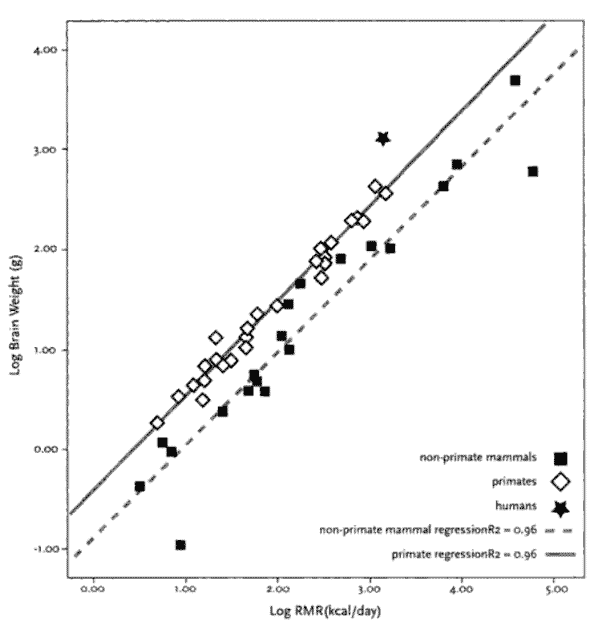 4.00
3.00
2.00
1.00
0.00
-1.00
Log Brain Weight (g)
non-primate mammals
primates
humans
non-primate mammal regressionR2 = 0.96
primate regressionR2 = 0.96
0.00 1.00 2.00 3.00 4.00 5.00
Log RMR(kcal/day)